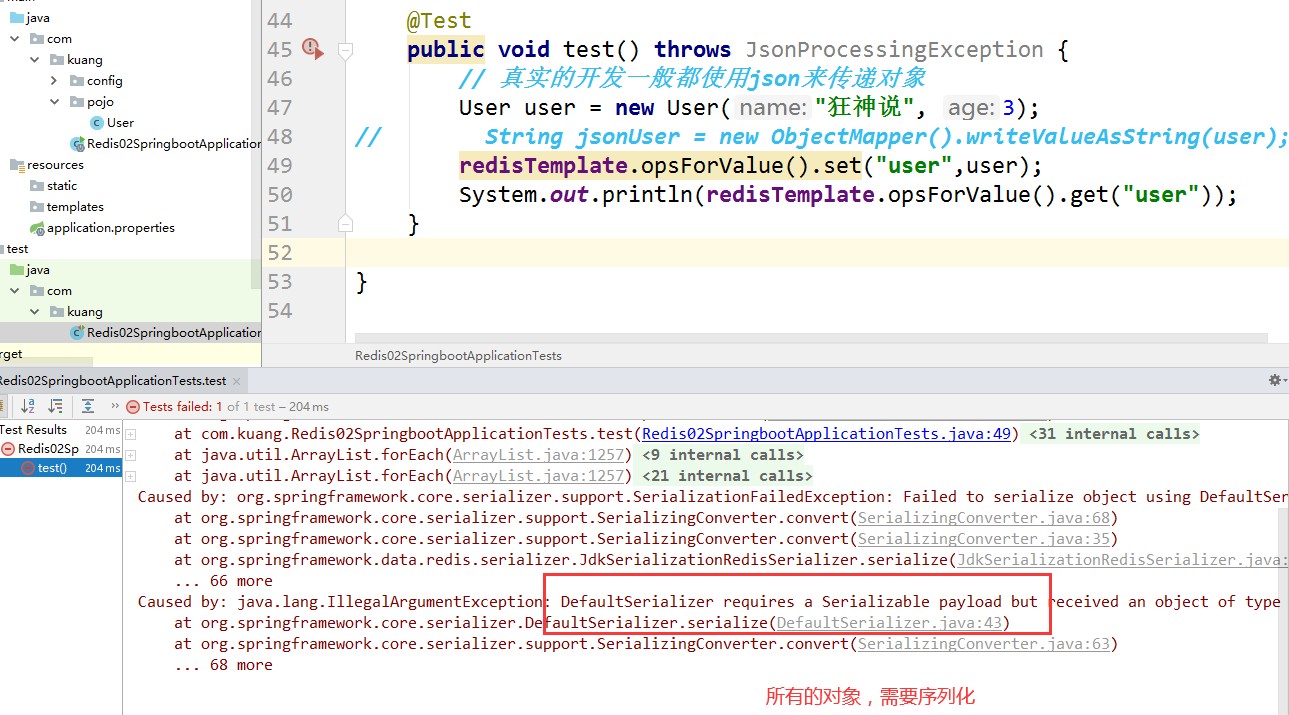 java
com
kuang
config
pojo
User
Redis02SpringbootApplication
resources
static
templates
application.properties
test
java
com
kuang
Redis02SpringbootApplication
44 @Test
45 public void test() throws JsonProcessingException {
46 // 真实的开发一般都使用json来传递对象
47 User user = new User( name: "狂神说", age: 3);
48 // String jsonUser = new ObjectMapper().writeValueAsString(user);
49 redisTemplate.opsForValue().set("user",user);
50 System.out.println(redisTemplate.opsForValue().get("user"));
51 }
52
53 }
54
Redis02SpringbootApplicationTests
Redis02SpringbootApplicationTests.test ×
» Tests failed: 1 of 1 test – 204 ms
Test Results 204 ms
Redis02Sp 204 ms
test() 204 ms
at com.kuang.Redis02SpringbootApplicationTests.test(Redis02SpringbootApplicationTests.java:49) <31 internal calls>
at java.util.ArrayList.forEach(ArrayList.java:1257) <9 internal calls>
at java.util.ArrayList.forEach(ArrayList.java:1257) <21 internal calls>
Caused by: org.springframework.core.serializer.support.SerializationFailedException: Failed to serialize object using DefaultSer
at org.springframework.core.serializer.support.SerializingConverter.convert(SerializingConverter.java:68)
at org.springframework.core.serializer.support.SerializingConverter.convert(SerializingConverter.java:35)
at org.springframework.data.redis.serializer.JdkSerializationRedisSerializer.serialize(JdkSerializationRedisSerializer.java:
... 66 more
Caused by: java.lang.IllegalArgumentException: DefaultSerializer requires a Serializable payload but received an object of type
at org.springframework.core.serializer.DefaultSerializer.serialize(DefaultSerializer.java:43)
at org.springframework.core.serializer.support.SerializingConverter.convert(SerializingConverter.java:63)
... 68 more
所有的对象，需要序列化